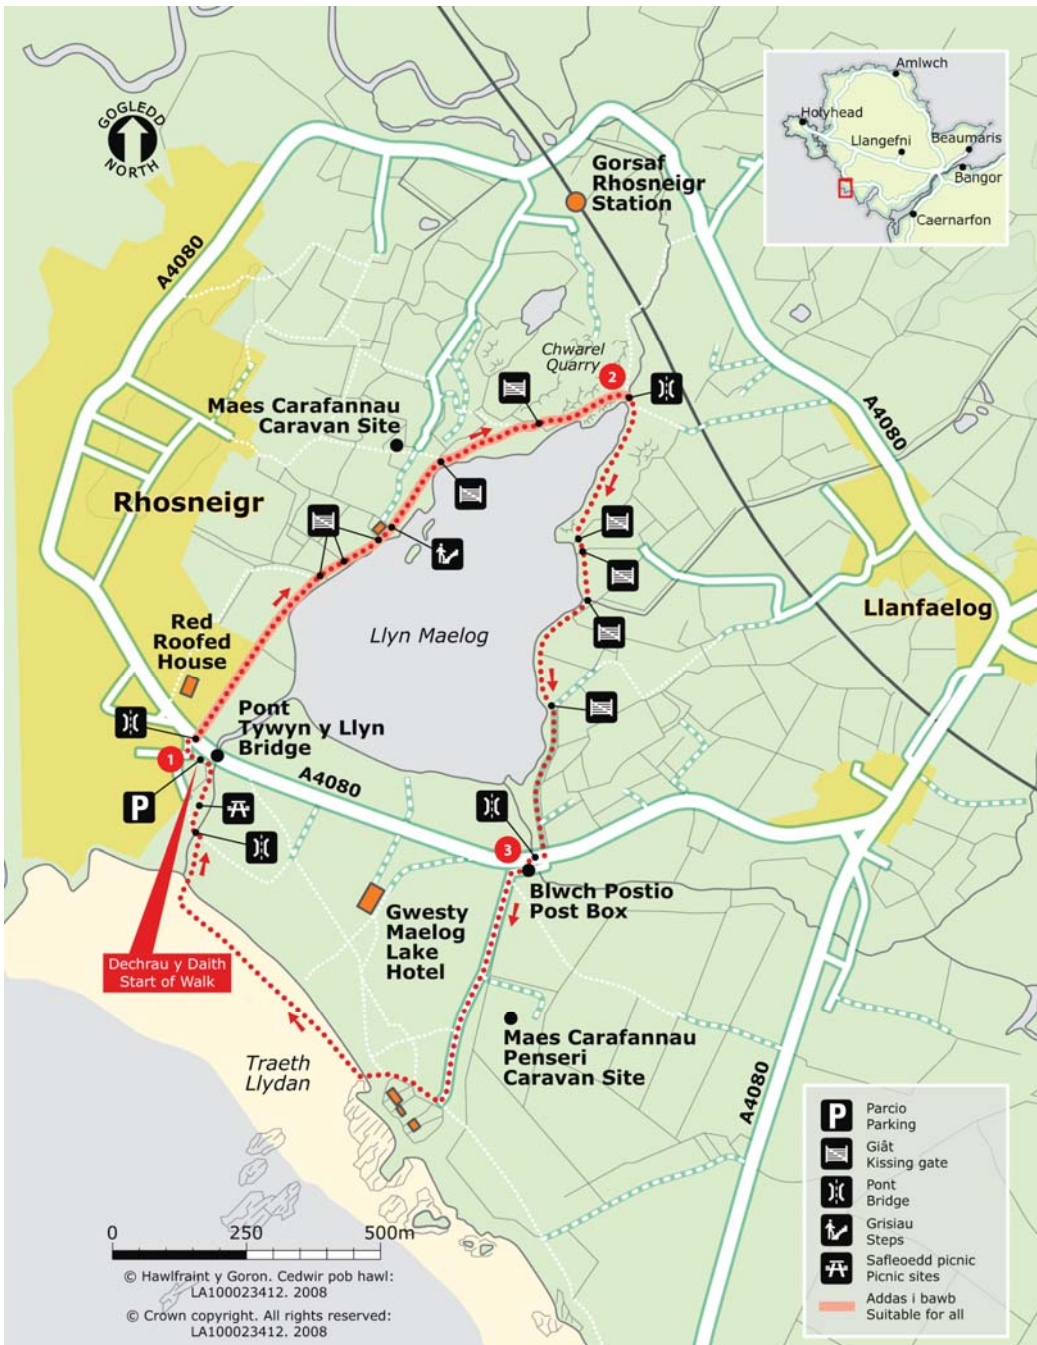 GOGLEDD
NORTH
Amlwch
Holyhead
Llangefni
Beaumaris
Bangor
Caernarfon
Gorsaf
Rhosneigr
Station
A4080
Chwarel
Quarry
2
Maes Carafannau
Caravan Site
A4080
Rhosneigr
Llanfaelog
Red
Roofed
House
Llyn Maelog
Pont
Tywyn y Llyn
Bridge
1
A4080
P
3
Blwch Postio
Post Box
Gwesty
Maelog
Lake
Hotel
Dechrau y Daith
Start of Walk
Maes Carafannau
Penseri
Caravan Site
Traeth
Llydan
A4080
P
Parcio
Parking
Giât
Kissing gate
Pont
Bridge
Grisiau
Steps
Safleoedd picnic
Picnic sites
Addas i bawb
Suitable for all
0 250 500m
© Hawlfraint y Goron. Cedwir pob hawl:
LA100023412. 2008
© Crown copyright. All rights reserved:
LA100023412. 2008